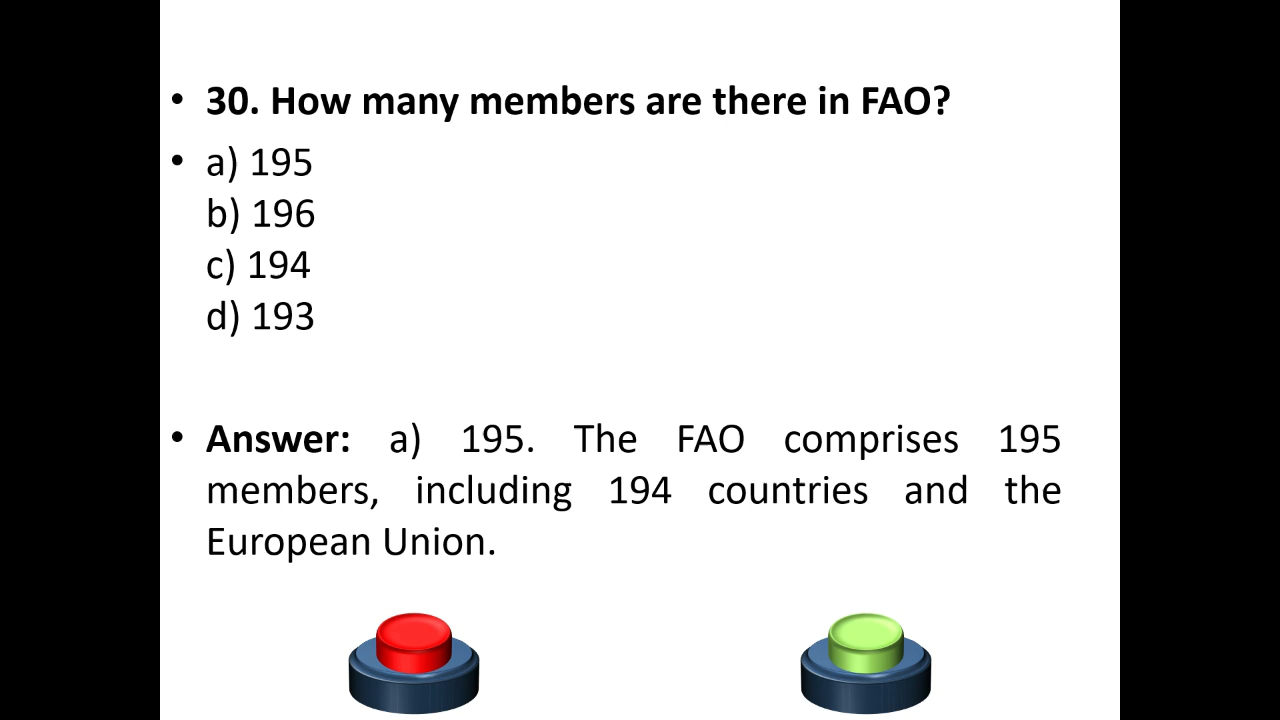 • 30. How many members are there in FAO?
• a) 195
b) 196
c) 194
d) 193
• Answer: a) 195. The FAO comprises 195
members, including 194 countries and the
European Union.